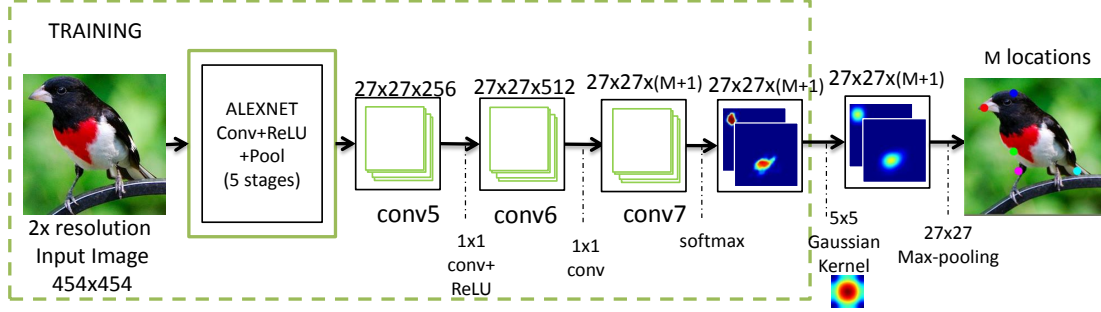 TRAINING
M locations
27x27x256
27x27x512
27x27x(M+1)
27x27x(M+1)
27x27x(M+1)
ALEXNET
Conv+ReLU
+Pool
(5 stages)
conv5
conv6
conv7
2x resolution
Input Image
454x454
1x1
conv+
ReLU
1x1
conv
softmax
5x5
Gaussian
Kernel
27x27
Max-pooling